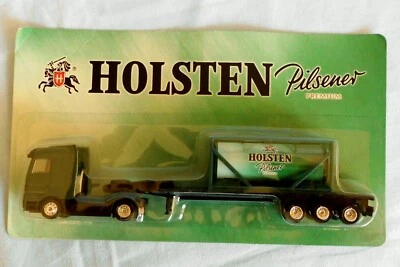 HOLSTEN Pilsener
PREMIUM
HOLSTEN
Pilsener